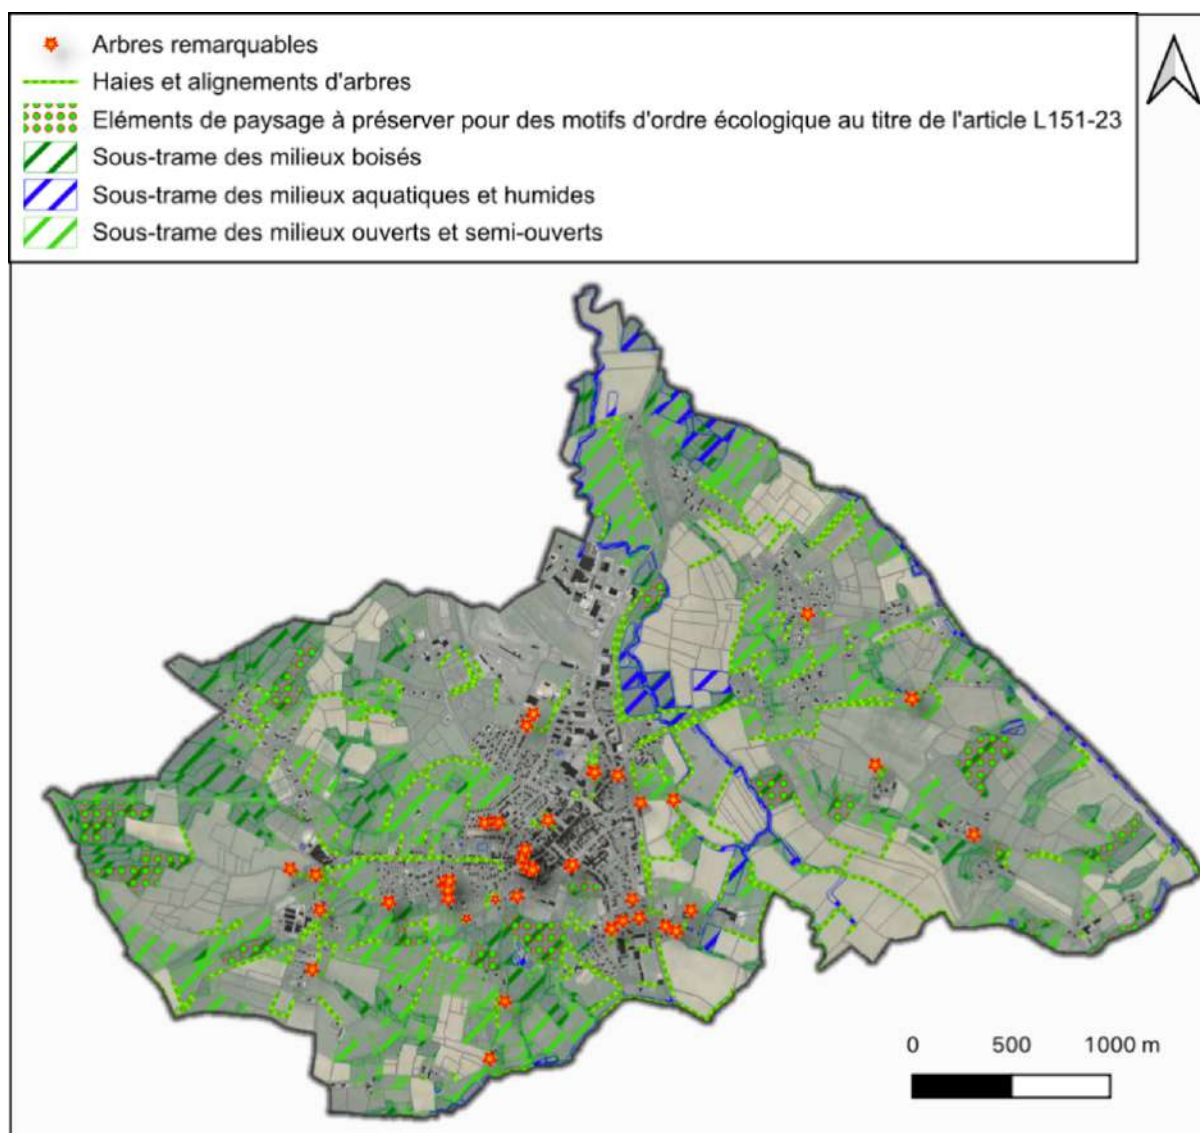 Arbres remarquables
Haies et alignements d'arbres
Eléments de paysage à préserver pour des motifs d'ordre écologique au titre de l'article L151-23
Sous-trame des milieux boisés
Sous-trame des milieux aquatiques et humides
Sous-trame des milieux ouverts et semi-ouverts
0 500 1000 m